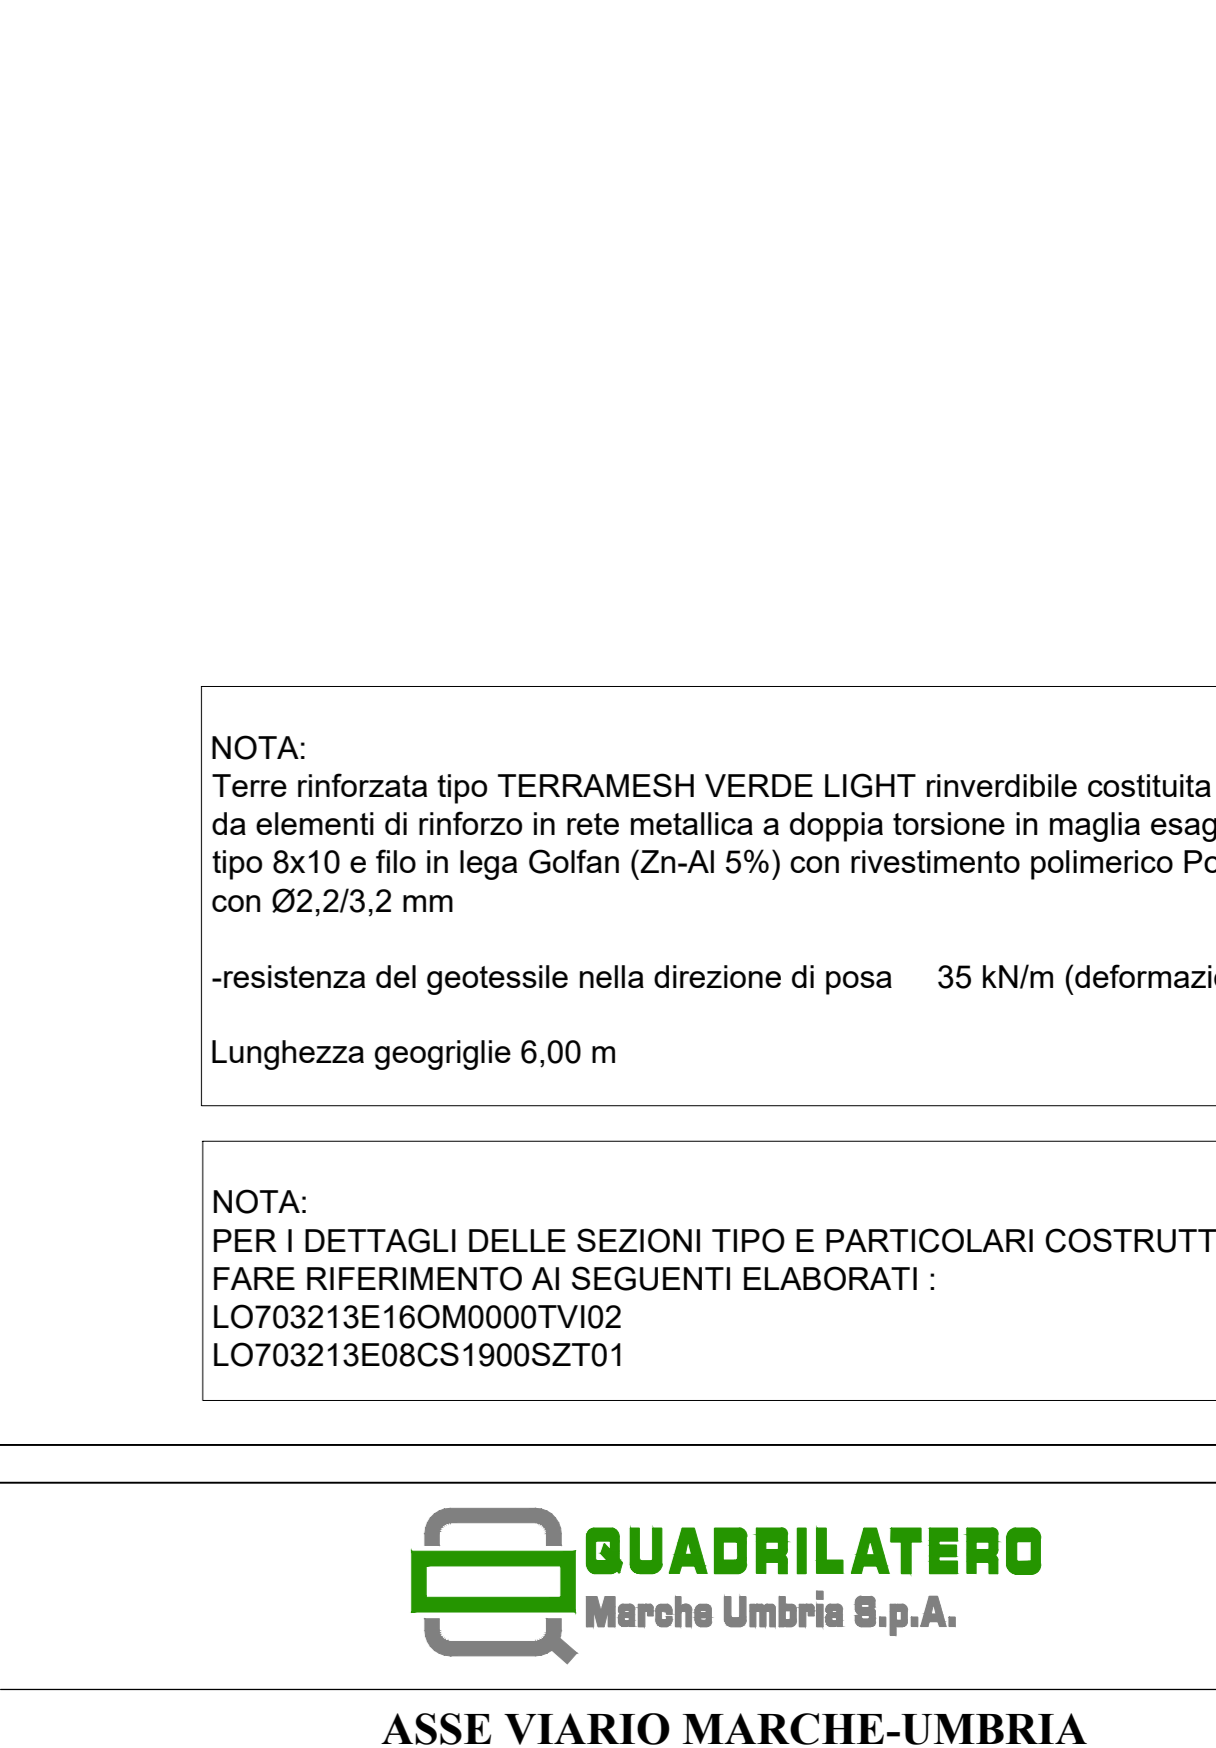 NOTA:
Terre rinforzata tipo TERRAMESH VERDE LIGHT rinverdibile costituita
da elementi di rinforzo in rete metallica a doppia torsione in maglia esag
tipo 8x10 e filo in lega Golfan (Zn-Al 5%) con rivestimento polimerico Po
con Ø2,2/3,2 mm
-resistenza del geotessile nella direzione di posa 35 kN/m (deformazi
Lunghezza geogriglie 6,00 m
NOTA:
PER I DETTAGLI DELLE SEZIONI TIPO E PARTICOLARI COSTRUTT
FARE RIFERIMENTO AI SEGUENTI ELABORATI :
LO703213E16OM0000TVI02
LO703213E08CS1900SZT01
QUADRILATERO
Marche Umbria S.p.A.
ASSE VIARIO MARCHE-UMBRIA